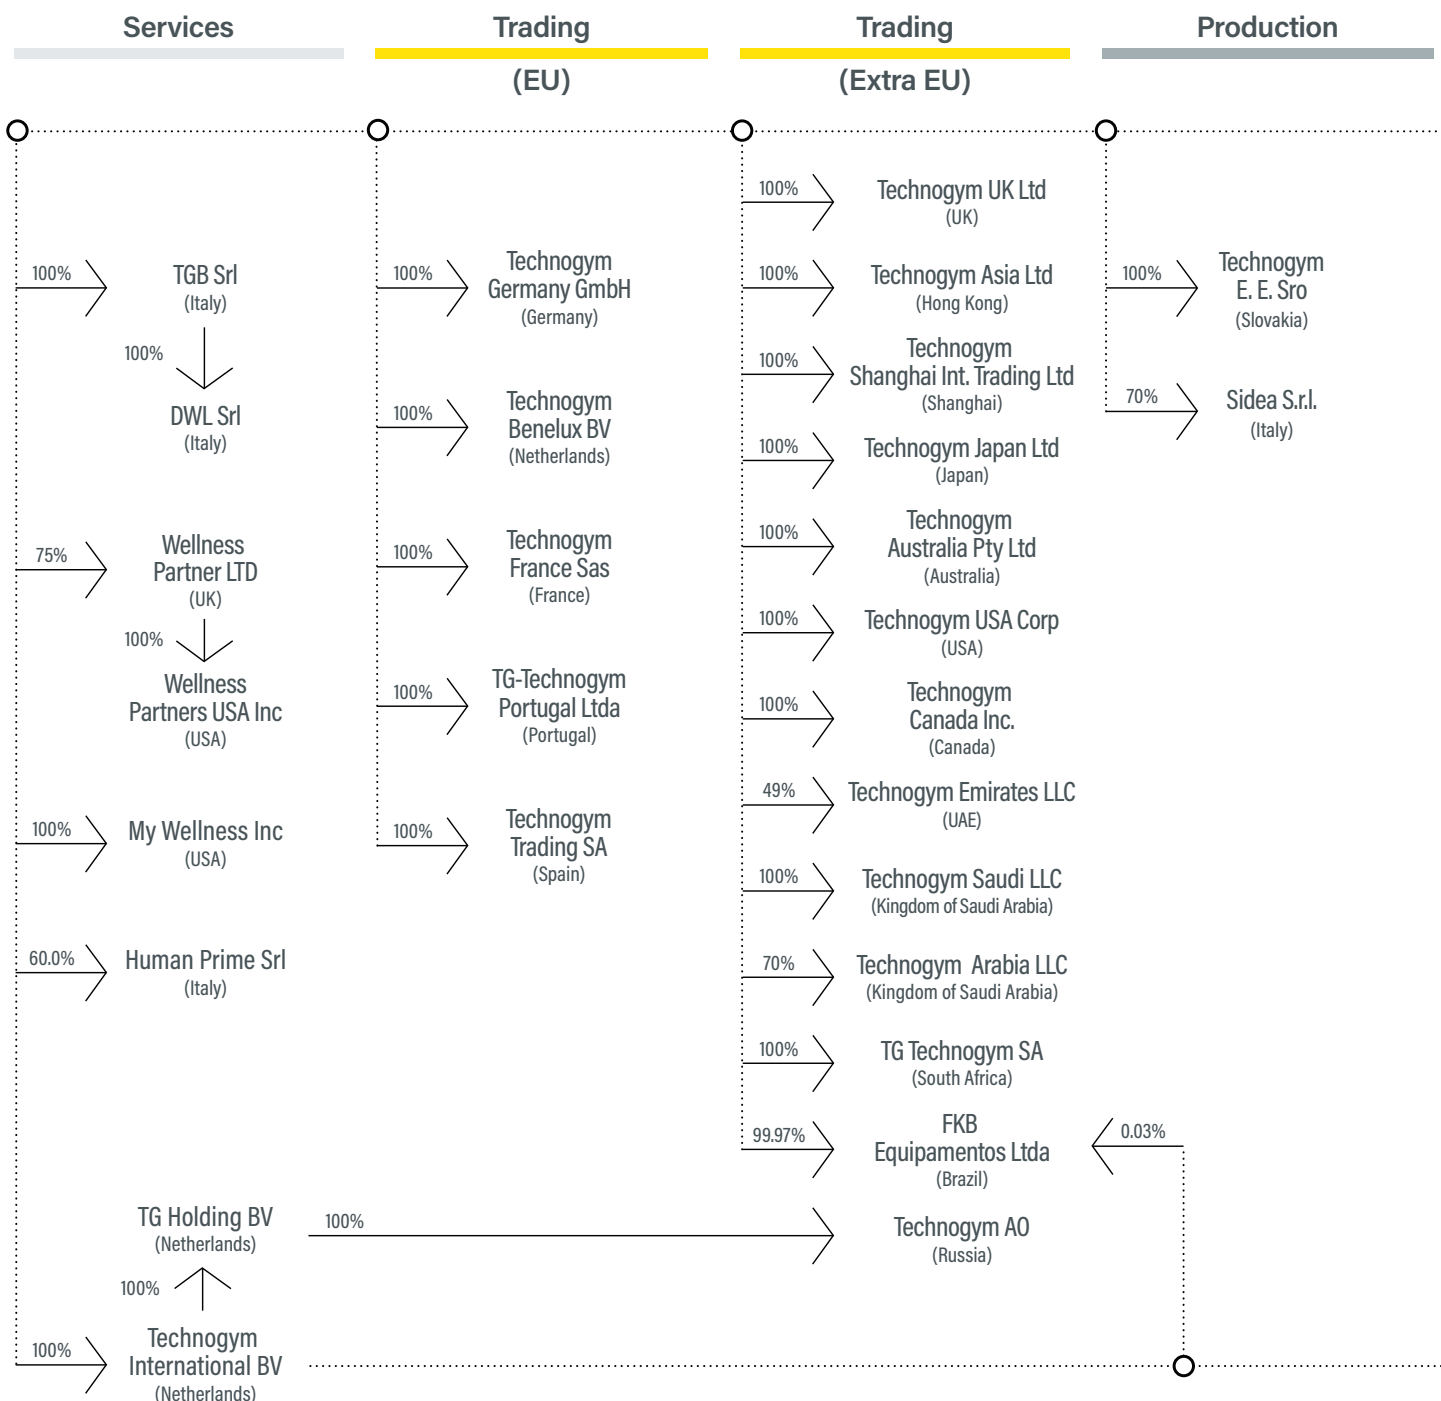 Services
100%
TGB Srl
(Italy)
100%
DWL Srl
(Italy)
75%
Wellness
Partner LTD
(UK)
100%
Wellness
Partners USA Inc
(USA)
100%
My Wellness Inc
(USA)
60.0%
Human Prime Srl
(Italy)
TG Holding BV
(Netherlands)
100%
100%
100%
Technogym
International BV
(Netherlands)
Trading
(EU)
100%
Technogym
Germany GmbH
(Germany)
100%
Technogym
Benelux BV
(Netherlands)
100%
Technogym
France Sas
(France)
100%
TG-Technogym
Portugal Ltda
(Portugal)
100%
Technogym
Trading SA
(Spain)
Trading
(Extra EU)
100%
Technogym UK Ltd
(UK)
100%
Technogym Asia Ltd
(Hong Kong)
100%
Technogym
Shanghai Int. Trading Ltd
(Shanghai)
100%
Technogym Japan Ltd
(Japan)
100%
Technogym
Australia Pty Ltd
(Australia)
100%
Technogym USA Corp
(USA)
100%
Technogym
Canada Inc.
(Canada)
49%
Technogym Emirates LLC
(UAE)
100%
Technogym Saudi LLC
(Kingdom of Saudi Arabia)
70%
Technogym Arabia LLC
(Kingdom of Saudi Arabia)
100%
TG Technogym SA
(South Africa)
99.97%
FKB
Equipamentos Ltda
(Brazil)
0.03%
Technogym AO
(Russia)
Production
100%
Technogym
E. E. Sro
(Slovakia)
70%
Sidea S.r.l.
(Italy)